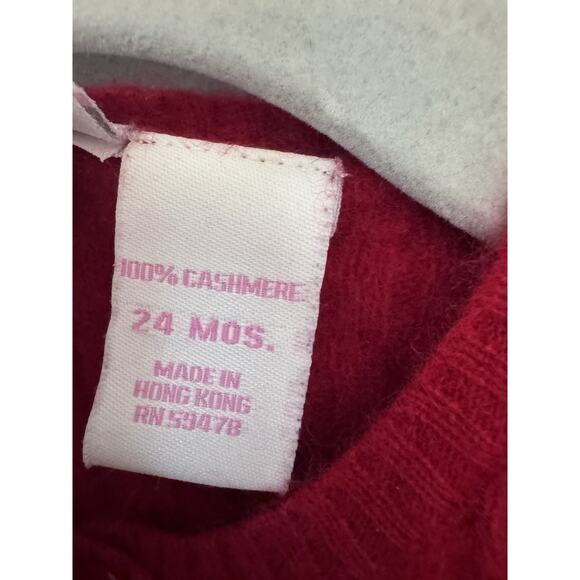 100% CASHMERE
24 MOS.
MADE IN
HONG KONG
RN 59478